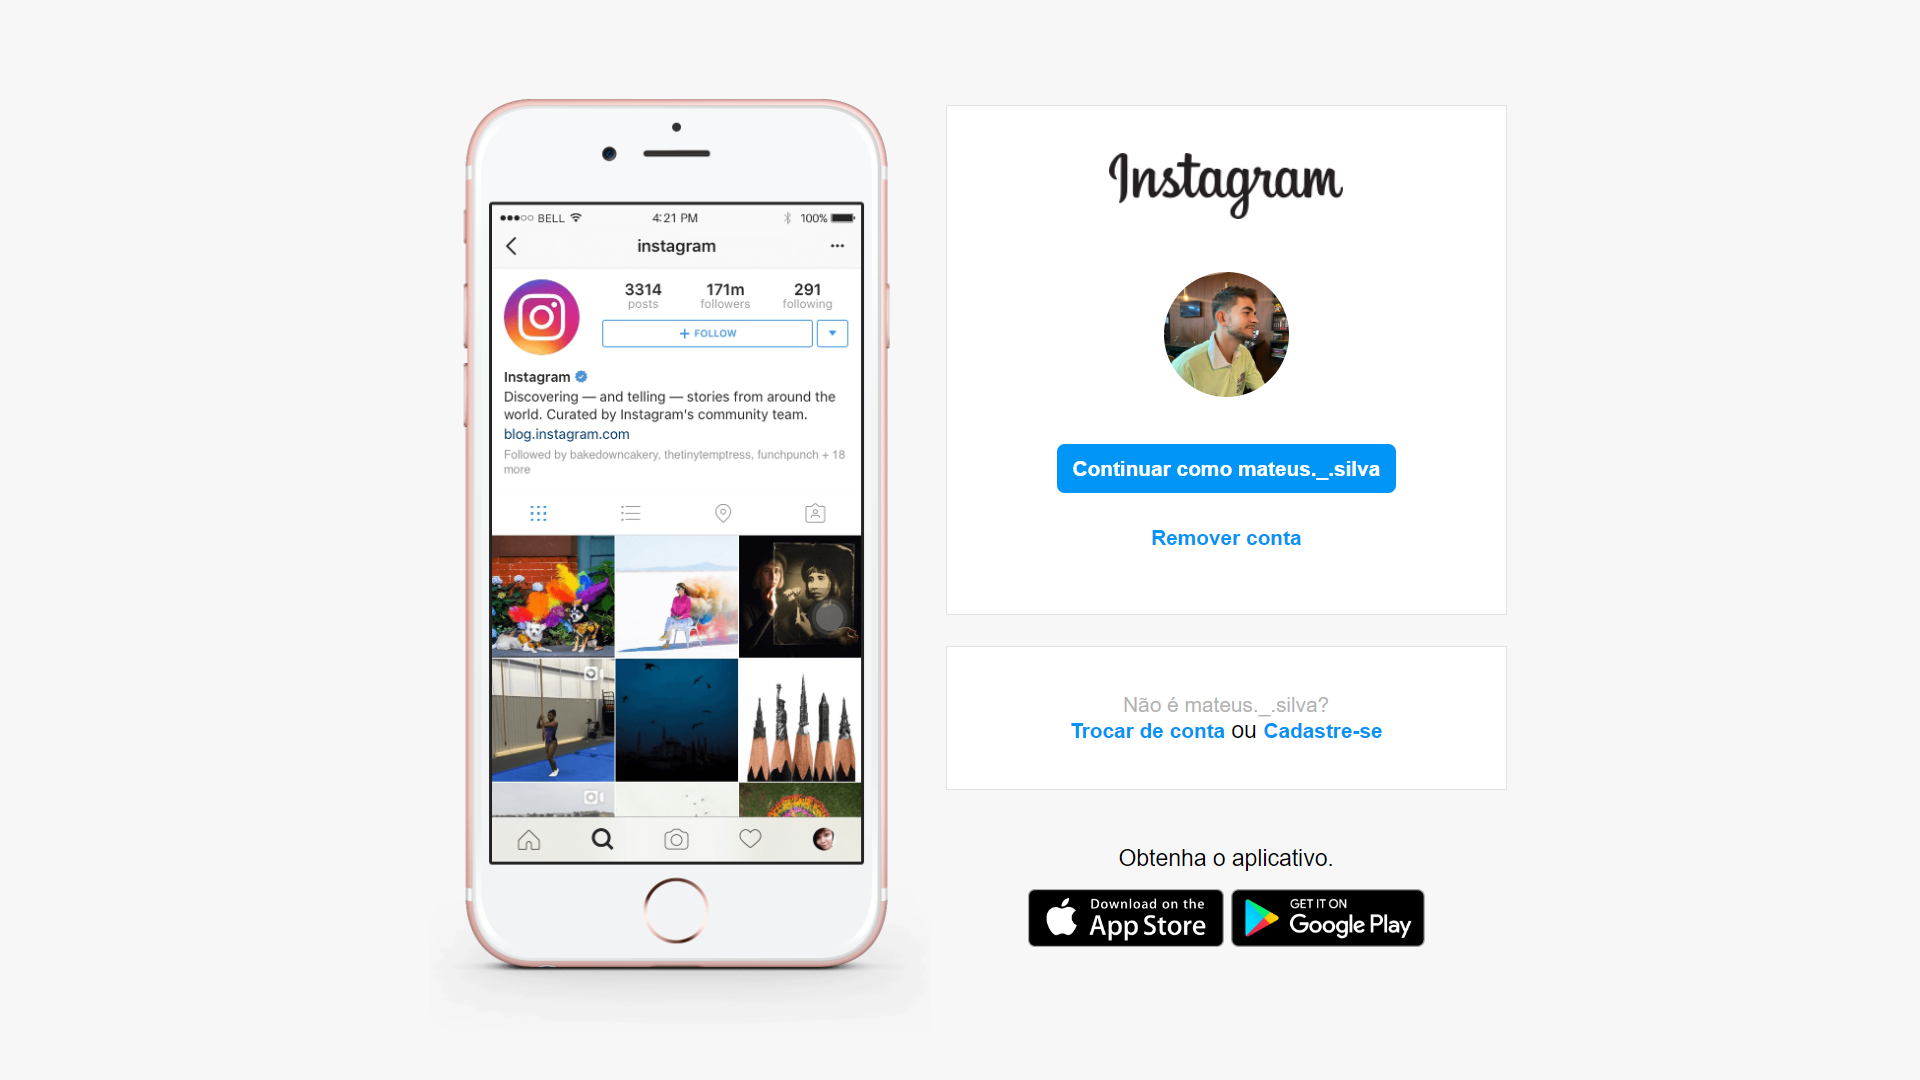 BELL
4:21 PM
100%
instagram
3314
posts
171m
followers
291
following
+ FOLLOW
Instagram
Discovering — and telling — stories from around the
world. Curated by Instagram's community team.
blog.instagram.com
Followed by bakedowncakery, thetinytemptress, funchpunch + 18
more
Instagram
Continuar como mateus._.silva
Remover conta
Não é mateus._.silva?
Trocar de conta ou Cadastre-se
Obtenha o aplicativo.
Download on the
App Store
GET IT ON
Google Play